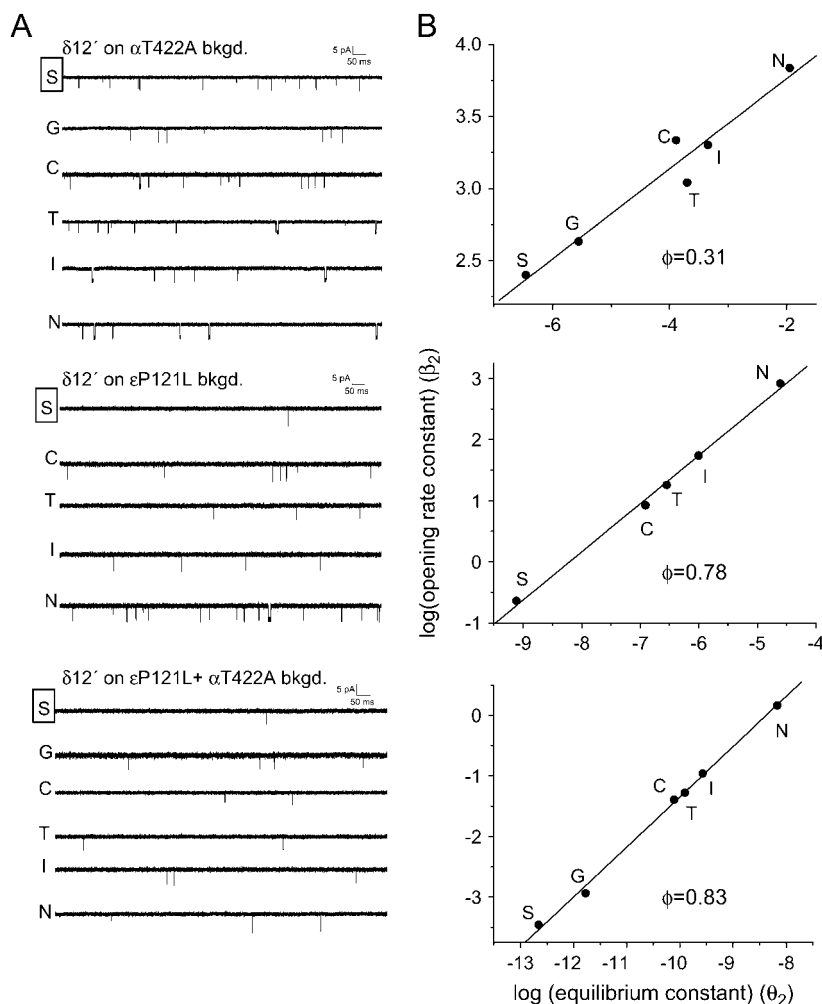 A
δ12´ on αT422A bkgd.
5 pA
50 ms
S
G
C
T
I
N
δ12´ on εP121L bkgd.
5 pA
50 ms
S
C
T
I
N
δ12´ on εP121L+ αT422A bkgd.
5 pA
50 ms
S
G
C
T
I
N
B
log(opening rate constant) (β2)
4.0
3.5
3.0
2.5
N
C
I
T
G
S
ϕ=0.31
-6 -4 -2
3
2
1
0
-1
N
I
T
C
S
ϕ=0.78
-9 -8 -7 -6 -5 -4
0
-1
-2
-3
N
I
C
T
G
S
ϕ=0.83
-13 -12 -11 -10 -9 -8
log (equilibrium constant) (θ2)